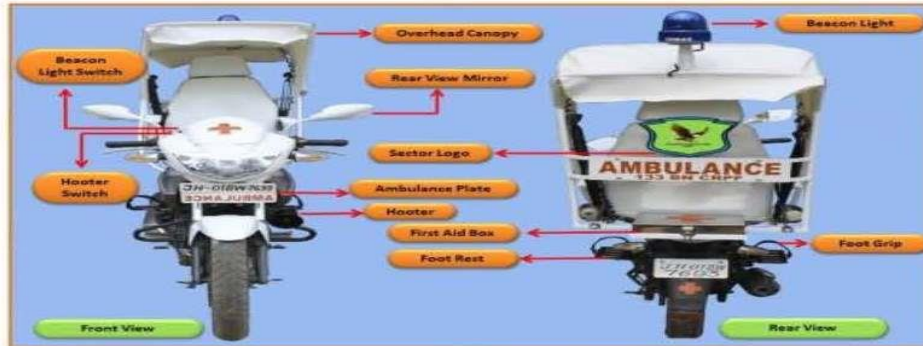 Overhead Canopy
Beacon Light
Beacon
Light Switch
Rear View Mirror
Sector Logo
AMBULANCE
133 BN CRPF
Hooter
Switch
Ambulance Plate
AMBULANCE
Hooter
First Aid Box
Foot Grip
Foot Rest
Front View
Rear View